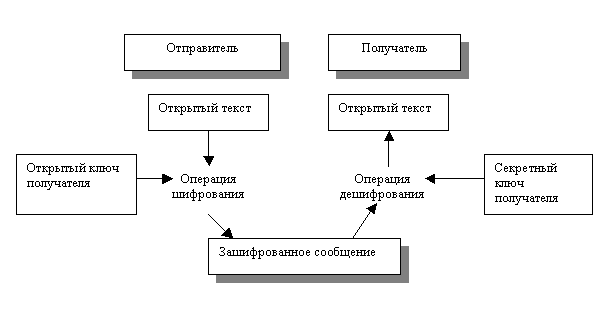 Отправитель
Получатель
Открытый текст
Открытый текст
Открытый ключ
получателя
Операция
шифрования
Операция
дешифрования
Секретный
ключ
получателя
Зашифрованное сообщение